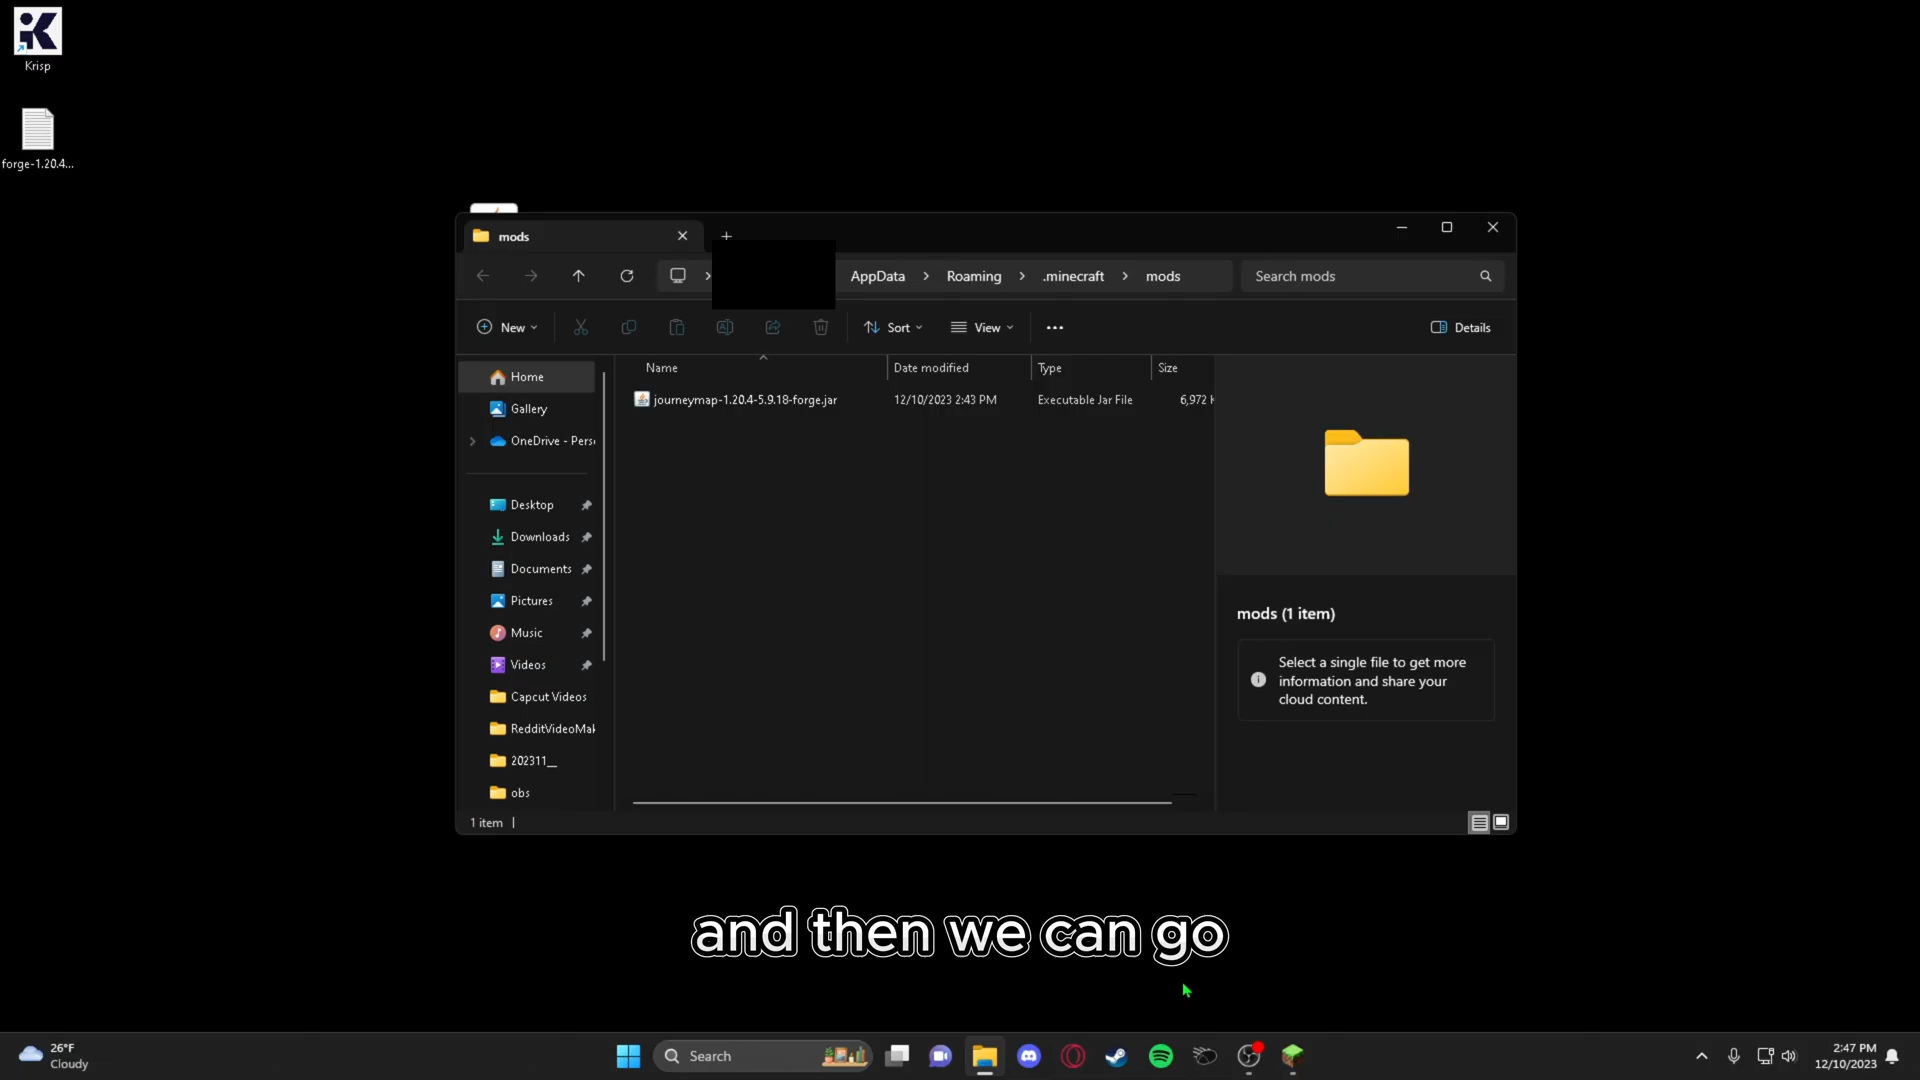 Krisp
forge-1.20.4...
mods
AppData
Roaming
.minecraft
mods
Search mods
New
Sort
View
Details
Name
Date modified
Type
Size
journeymap-1.20.4-5.9.18-forge.jar
12/10/2023 2:43 PM
Executable Jar File
6,972 K
Home
Gallery
OneDrive - Perso
Desktop
Downloads
Documents
Pictures
Music
Videos
Capcut Videos
RedditVideoMak
202311__
obs
mods (1 item)
Select a single file to get more
information and share your
cloud content.
1 item
and then we can go
26°F
Cloudy
Search
2:47 PM
12/10/2023